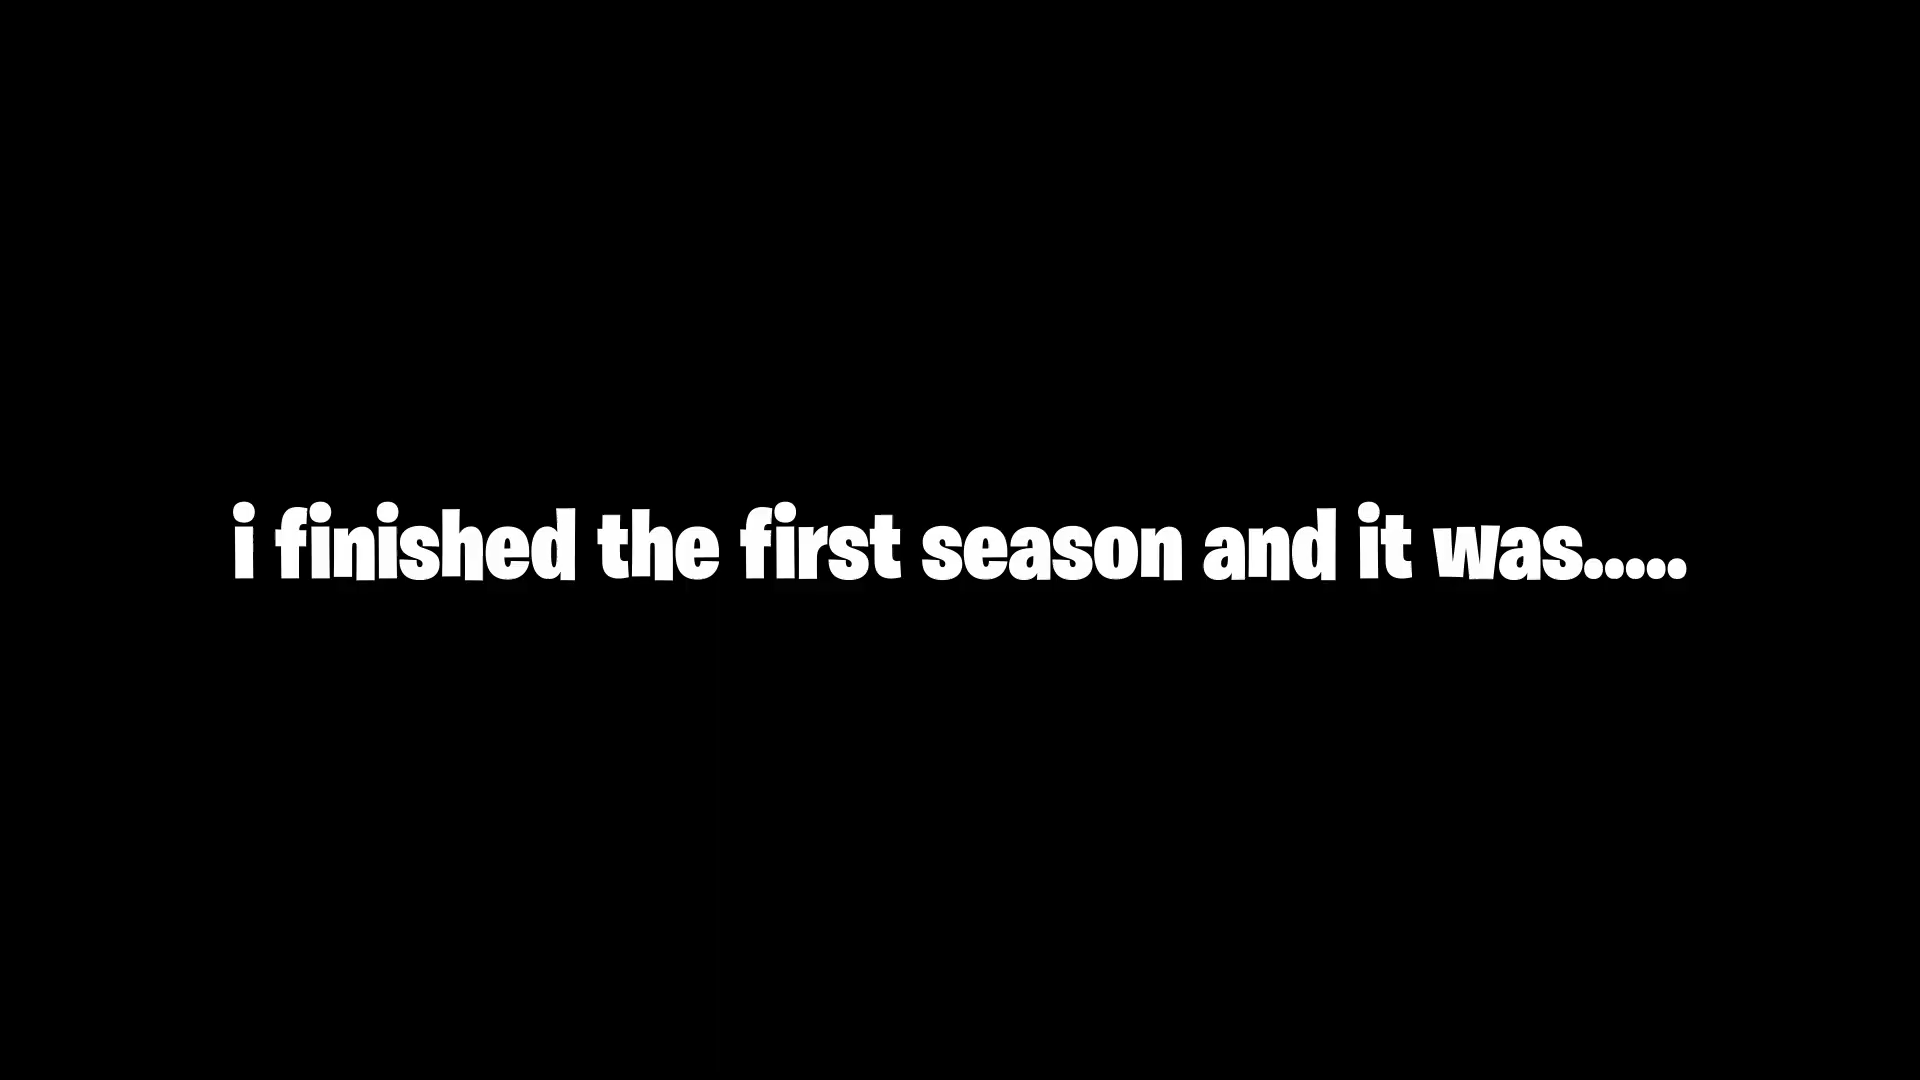 i finished the first season and it was.....